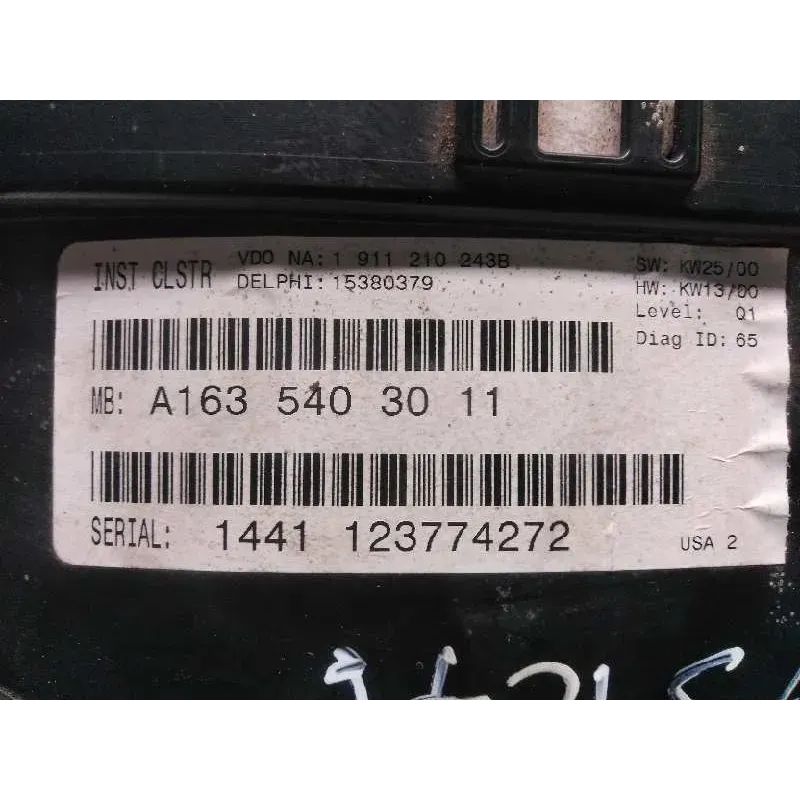 INST CLSTR
VDO NA: 1 911 210 243B
DELPHI: 15380379
SW: KW25/00
HW: KW13/00
Level: Q1
Diag ID: 65
MB: A163 540 30 11
SERIAL: 1441 123774272
USA 2